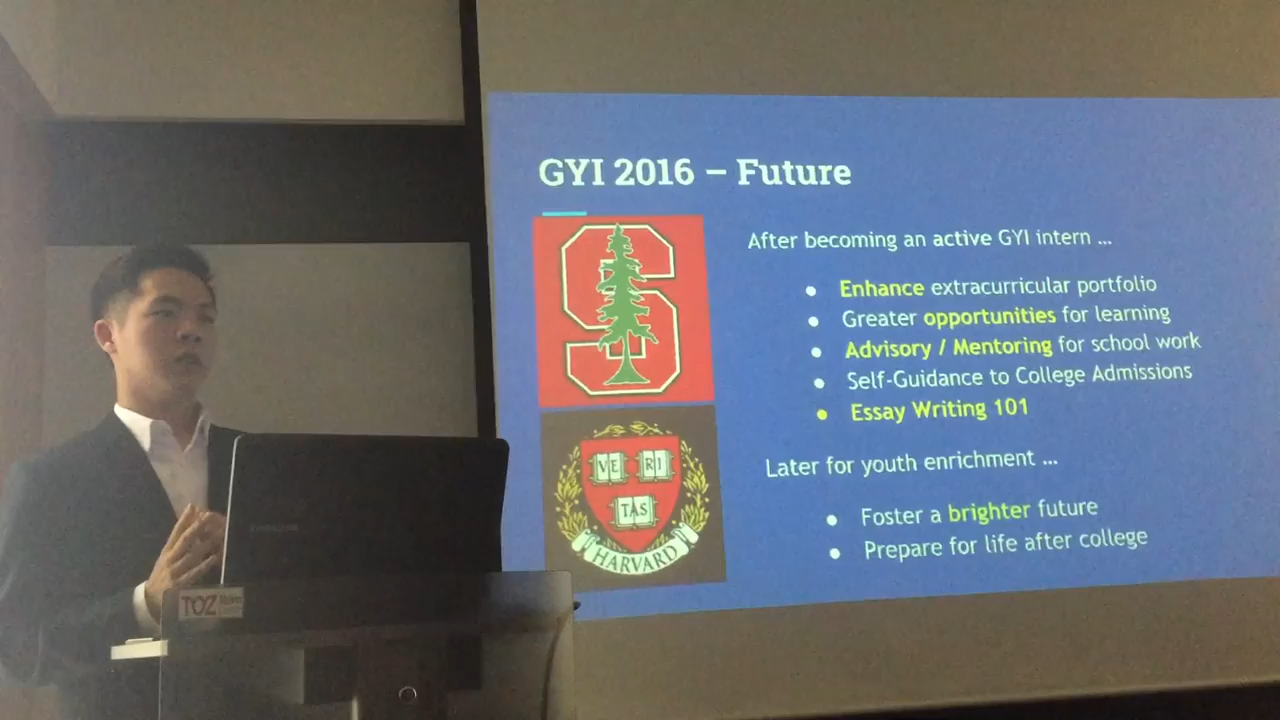 GYI 2016 – Future
After becoming an active GYI intern ...
● Enhance extracurricular portfolio
● Greater opportunities for learning
● Advisory / Mentoring for school work
● Self-Guidance to College Admissions
● Essay Writing 101
Later for youth enrichment ...
● Foster a brighter future
● Prepare for life after college
S
VE RI
TAS
HARVARD
TOZ